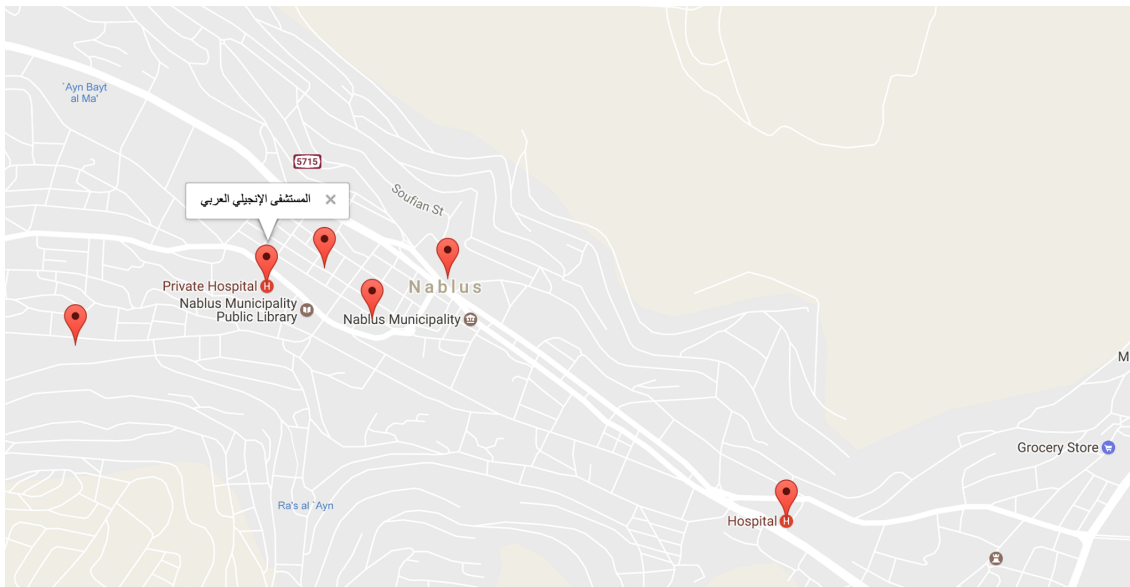 `Ayn Bayt
al Ma'
5715
المستشفى الإنجيلي العربي
Soufian St
Nablus
Private Hospital
Nablus Municipality
Public Library
Nablus Municipality
M
Grocery Store
Ra's al `Ayn
Hospital